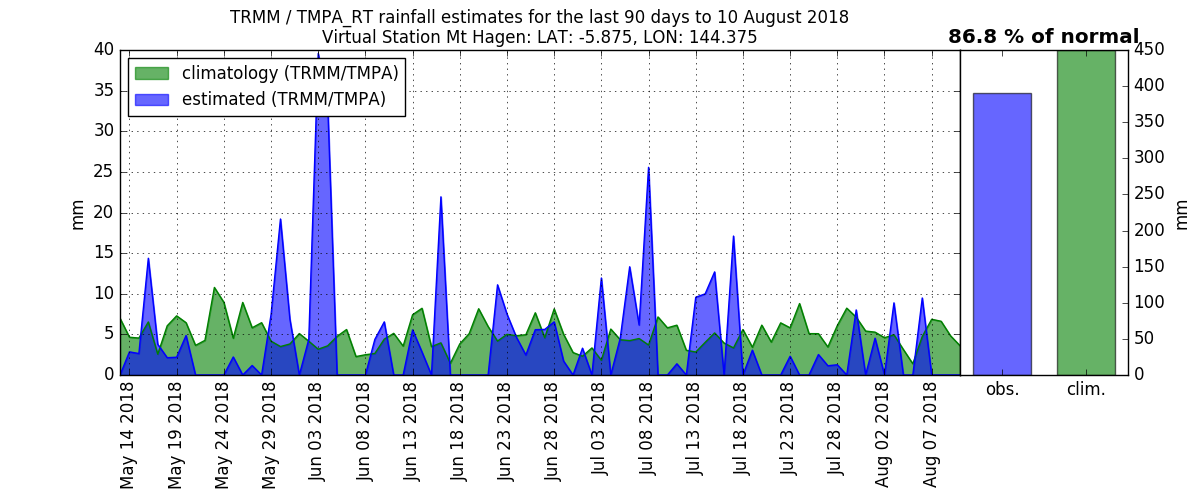 TRMM / TMPA_RT rainfall estimates for the last 90 days to 10 August 2018
Virtual Station Mt Hagen: LAT: -5.875, LON: 144.375
86.8 % of normal
climatology (TRMM/TMPA)
estimated (TRMM/TMPA)
40
35
30
25
20
15
10
5
0
mm
May 14 2018
May 19 2018
May 24 2018
May 29 2018
Jun 03 2018
Jun 08 2018
Jun 13 2018
Jun 18 2018
Jun 23 2018
Jun 28 2018
Jul 03 2018
Jul 08 2018
Jul 13 2018
Jul 18 2018
Jul 23 2018
Jul 28 2018
Aug 02 2018
Aug 07 2018
obs.
clim.
450
400
350
300
250
200
150
100
50
0
mm